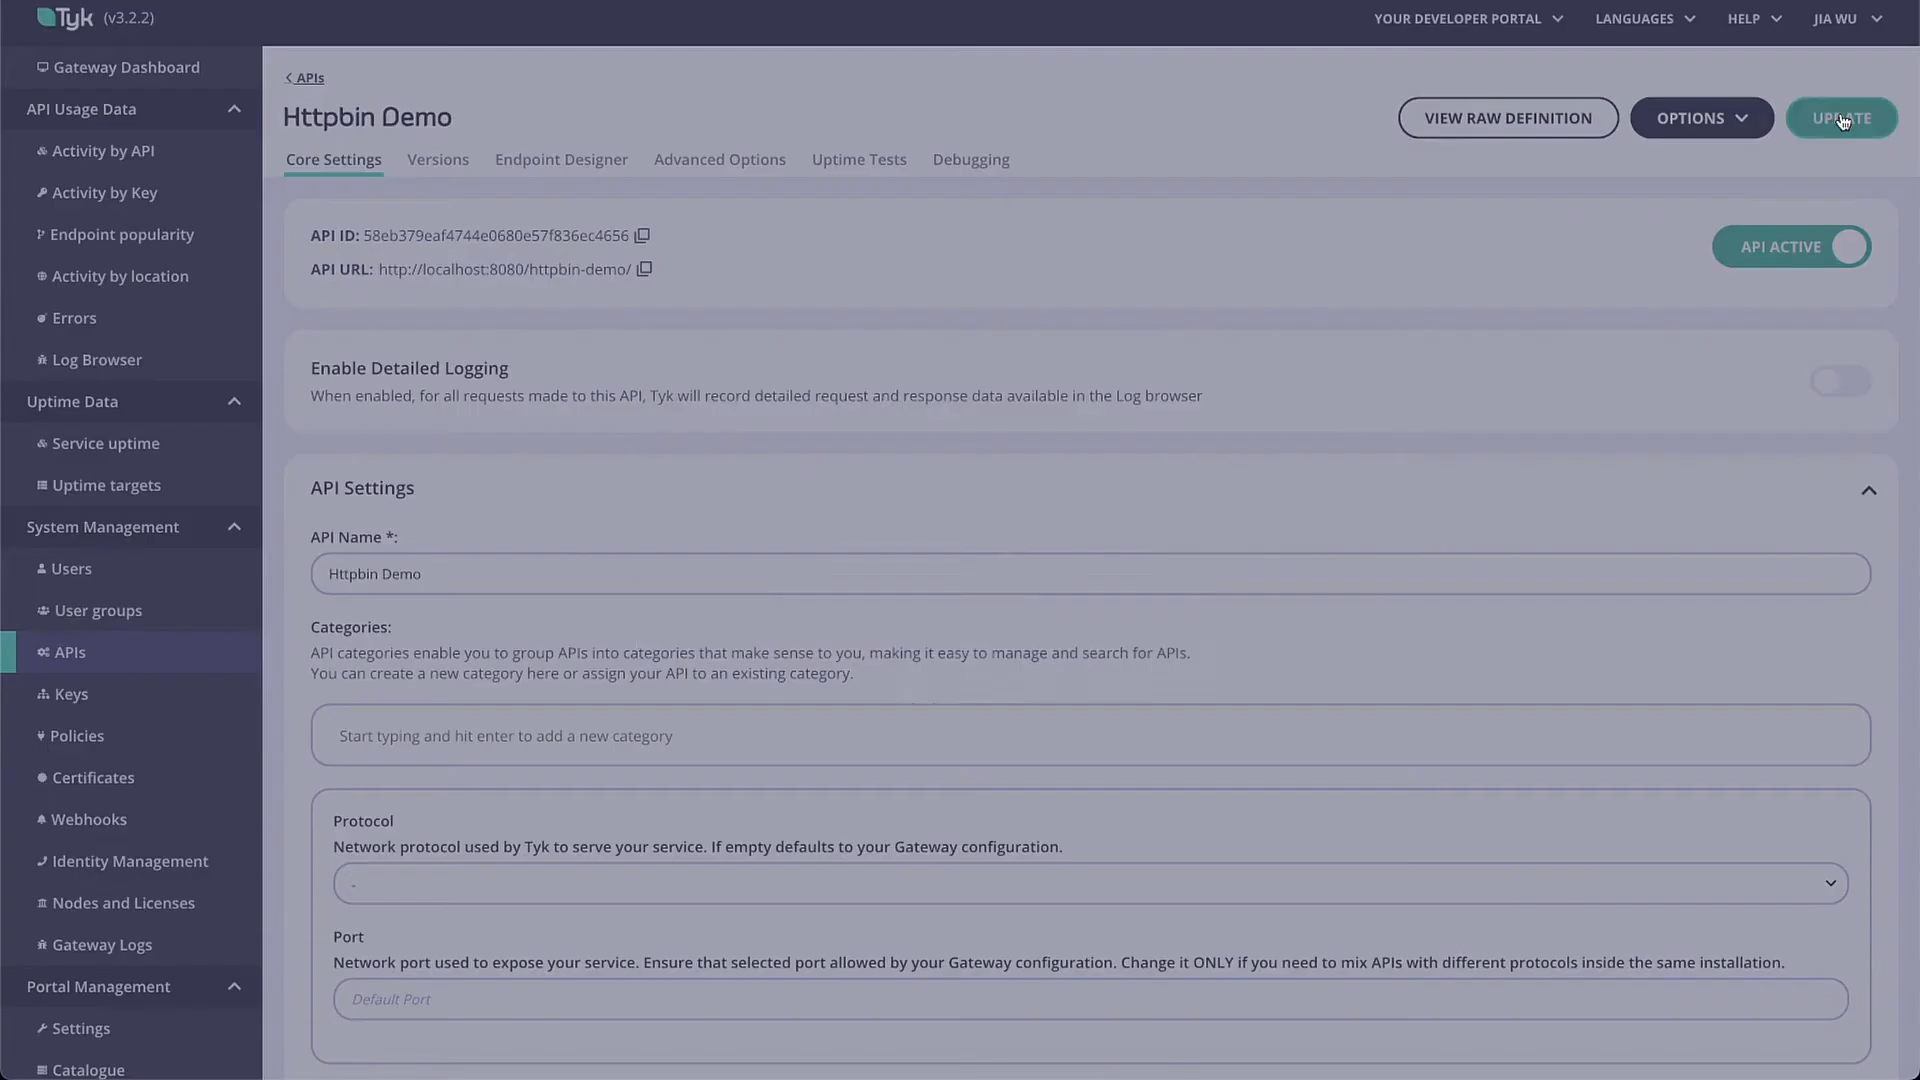 Tyk (v3.2.2)
YOUR DEVELOPER PORTAL
LANGUAGES
HELP
JIA WU
Gateway Dashboard
API Usage Data
Activity by API
Activity by Key
Endpoint popularity
Activity by location
Errors
Log Browser
Uptime Data
Service uptime
Uptime targets
System Management
Users
User groups
APIs
Keys
Policies
Certificates
Webhooks
Identity Management
Nodes and Licenses
Gateway Logs
Portal Management
Settings
Catalogue
APIs
Httpbin Demo
VIEW RAW DEFINITION
OPTIONS
UPDATE
Core Settings
Versions
Endpoint Designer
Advanced Options
Uptime Tests
Debugging
API ID: 58eb379eaf4744e0680e57f836ec4656
API URL: http://localhost:8080/httpbin-demo/
API ACTIVE
Enable Detailed Logging
When enabled, for all requests made to this API, Tyk will record detailed request and response data available in the Log browser
API Settings
API Name *:
Httpbin Demo
Categories:
API categories enable you to group APIs into categories that make sense to you, making it easy to manage and search for APIs.
You can create a new category here or assign your API to an existing category.
Start typing and hit enter to add a new category
Protocol
Network protocol used by Tyk to serve your service. If empty defaults to your Gateway configuration.
-
Port
Network port used to expose your service. Ensure that selected port allowed by your Gateway configuration. Change it ONLY if you need to mix APIs with different protocols inside the same installation.
Default Port